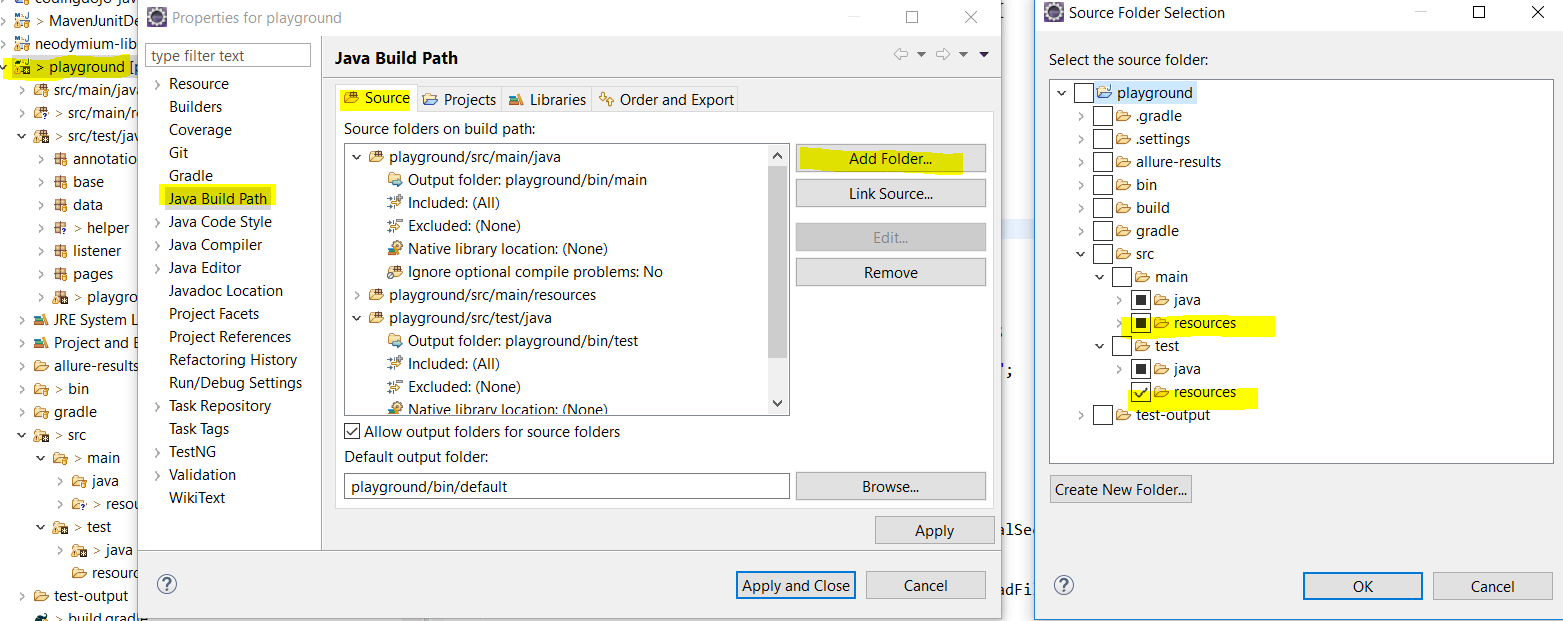 > MavenJunitDe
neodymium-lib
> playground [p
src/main/java
> src/main/re
> src/test/jav
annotatio
base
data
> helper
listener
pages
> playgro
JRE System L
Project and E
allure-results
> bin
gradle
> src
> main
java
> resou
> test
> java
resourc
test-output
build.gradle
Properties for playground
type filter text
Resource
Builders
Coverage
Git
Gradle
Java Build Path
Java Code Style
Java Compiler
Java Editor
Javadoc Location
Project Facets
Project References
Refactoring History
Run/Debug Settings
Task Repository
Task Tags
TestNG
Validation
WikiText
Java Build Path
Source Projects Libraries Order and Export
Source folders on build path:
playground/src/main/java
Output folder: playground/bin/main
Included: (All)
Excluded: (None)
Native library location: (None)
Ignore optional compile problems: No
playground/src/main/resources
playground/src/test/java
Output folder: playground/bin/test
Included: (All)
Excluded: (None)
Native library location: (None)
Add Folder...
Link Source...
Edit...
Remove
Allow output folders for source folders
Default output folder:
playground/bin/default
Browse...
Apply
?
Apply and Close
Cancel
";
alSec
adFi
Source Folder Selection
Select the source folder:
playground
.gradle
.settings
allure-results
bin
build
gradle
src
main
java
resources
test
java
resources
test-output
Create New Folder...
?
OK
Cancel